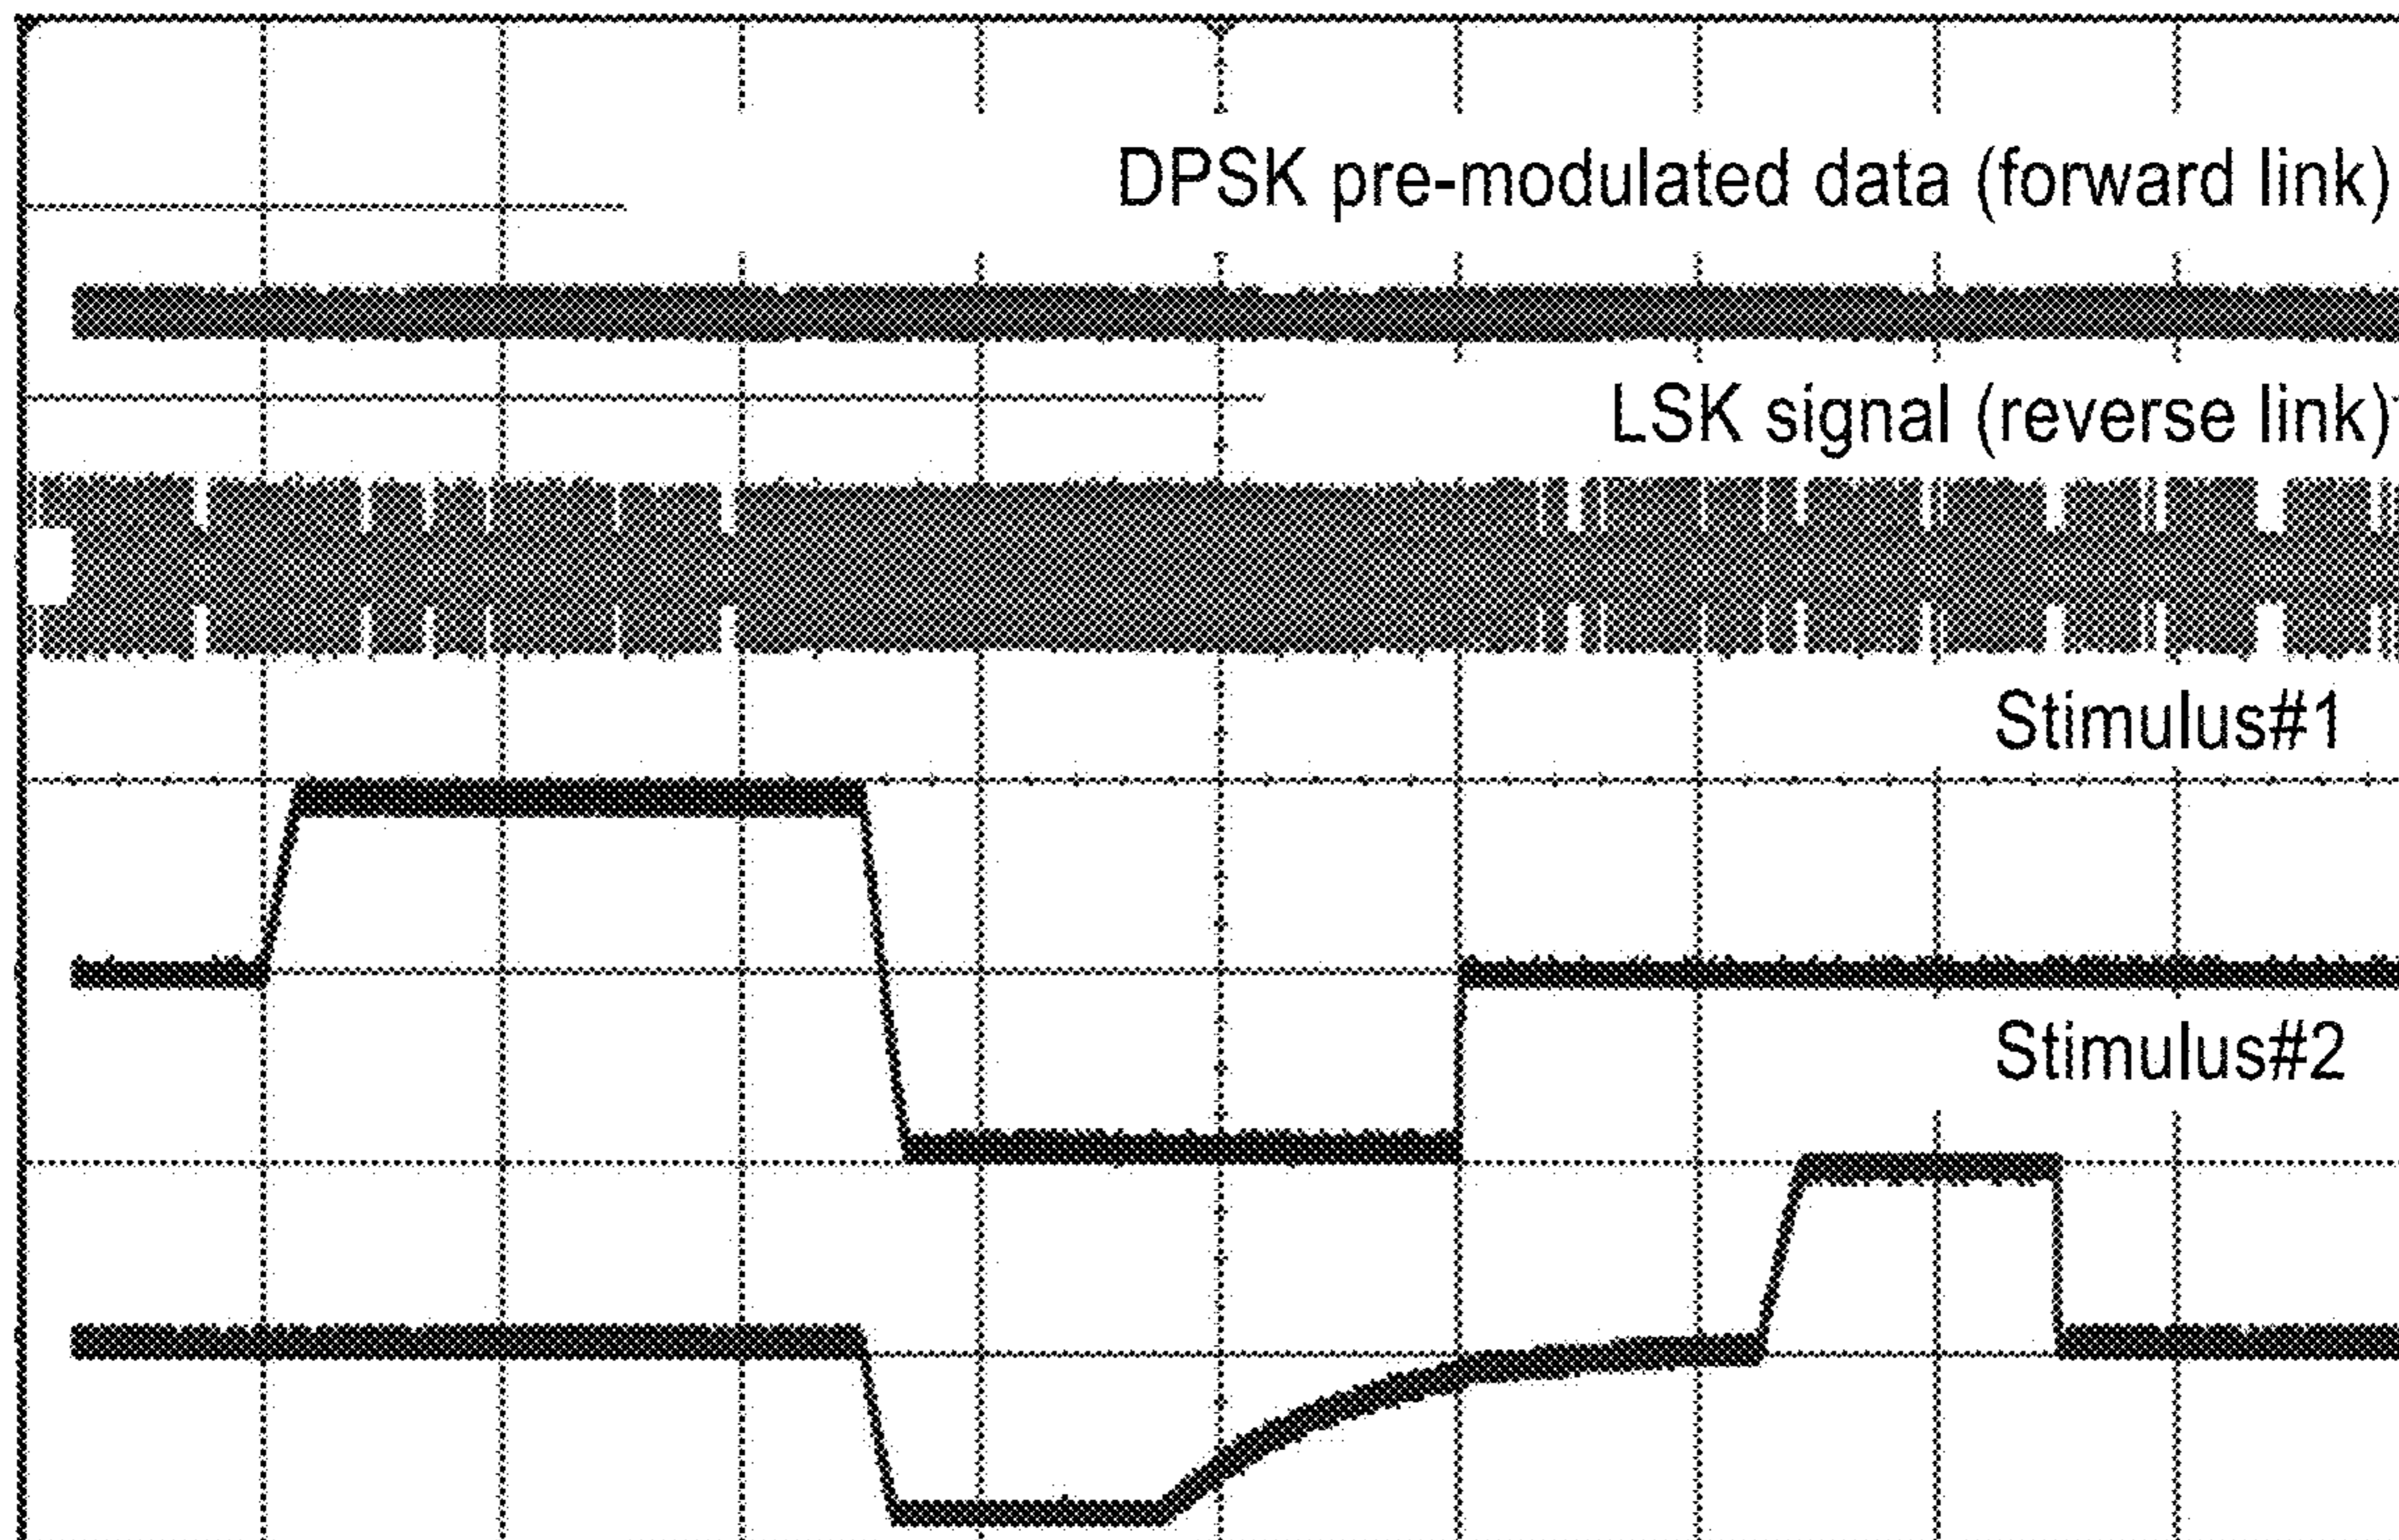 DPSK pre-modulated data (forward link)
LSK signal (reverse link)
Stimulus#1
Stimulus#2